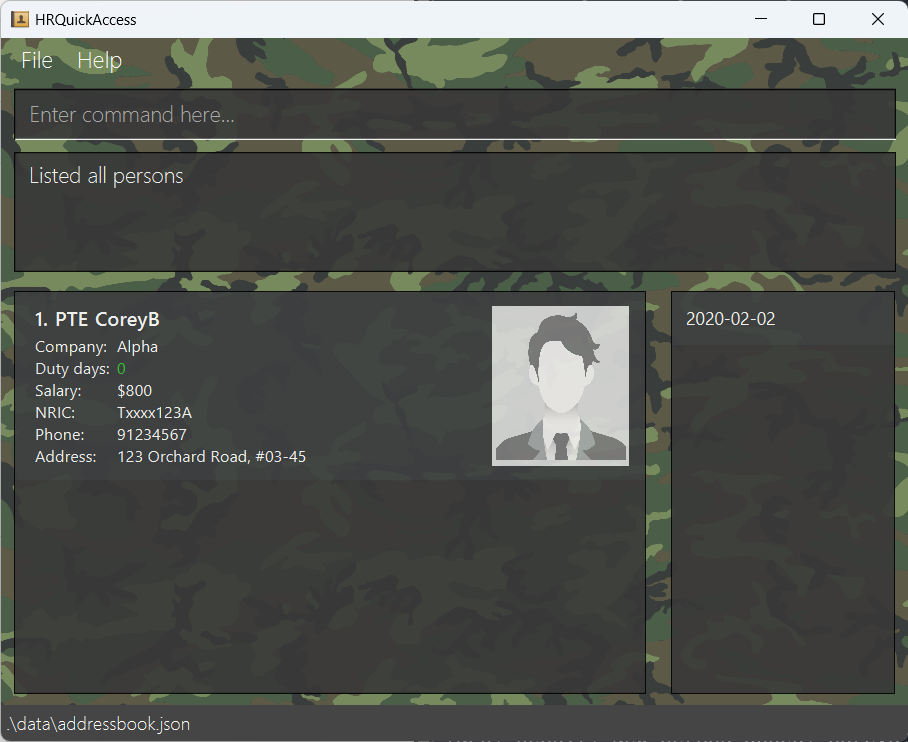 HRQuickAccess
File Help
Enter command here...
Listed all persons
1. PTE CoreyB
Company: Alpha
Duty days: 0
Salary: $800
NRIC: Txxxx123A
Phone: 91234567
Address: 123 Orchard Road, #03-45
2020-02-02
.\data\addressbook.json